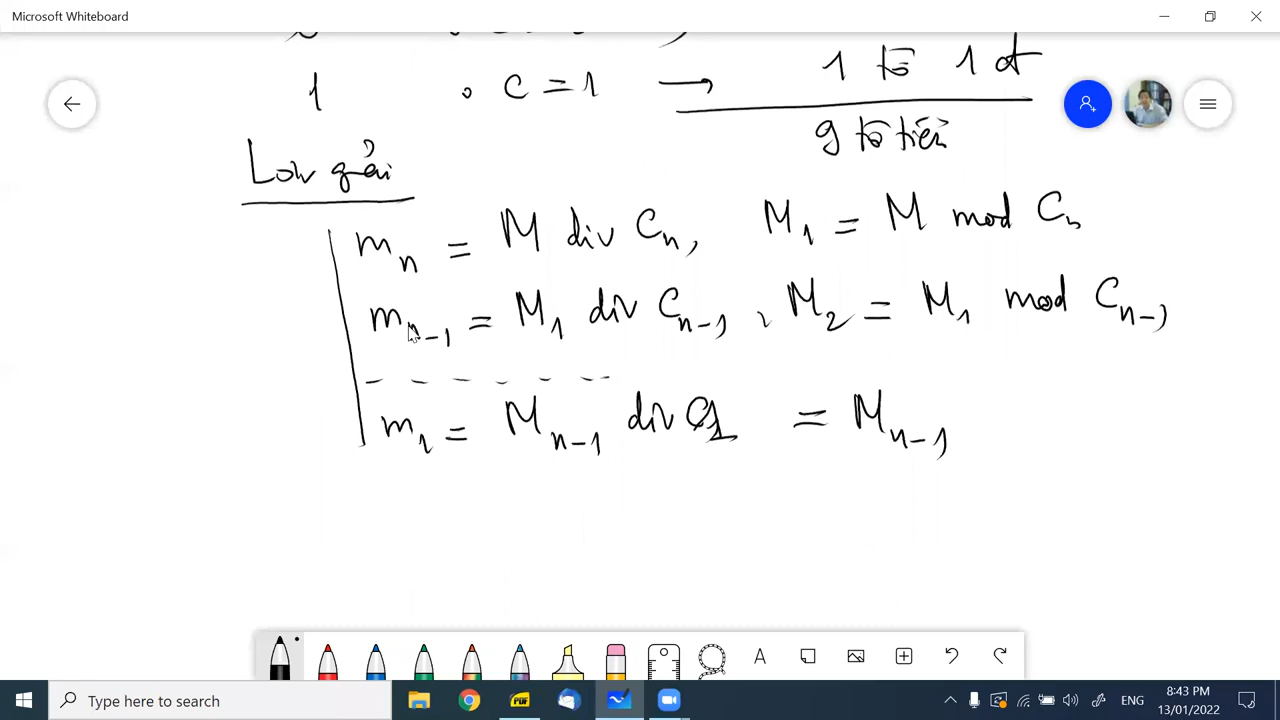 Microsoft Whiteboard
1 . c = 1 → 1 tờ 1 đ
9 tờ tiền
Lời giải
m_n = M div C_n, M_1 = M mod C_n
m_{n-1} = M_1 div C_{n-1}, M_2 = M_1 mod C_{n-1}
- - - - - -
m_1 = M_{n-1} div C_1 = M_{n-1}
A
Type here to search
PDF
ENG
8:43 PM
13/01/2022